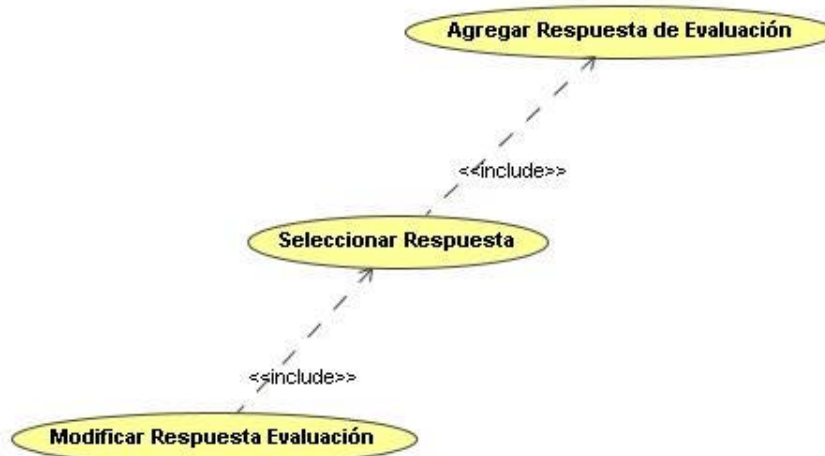 Agregar Respuesta de Evaluación
<<include>>
Seleccionar Respuesta
<<include>>
Modificar Respuesta Evaluación